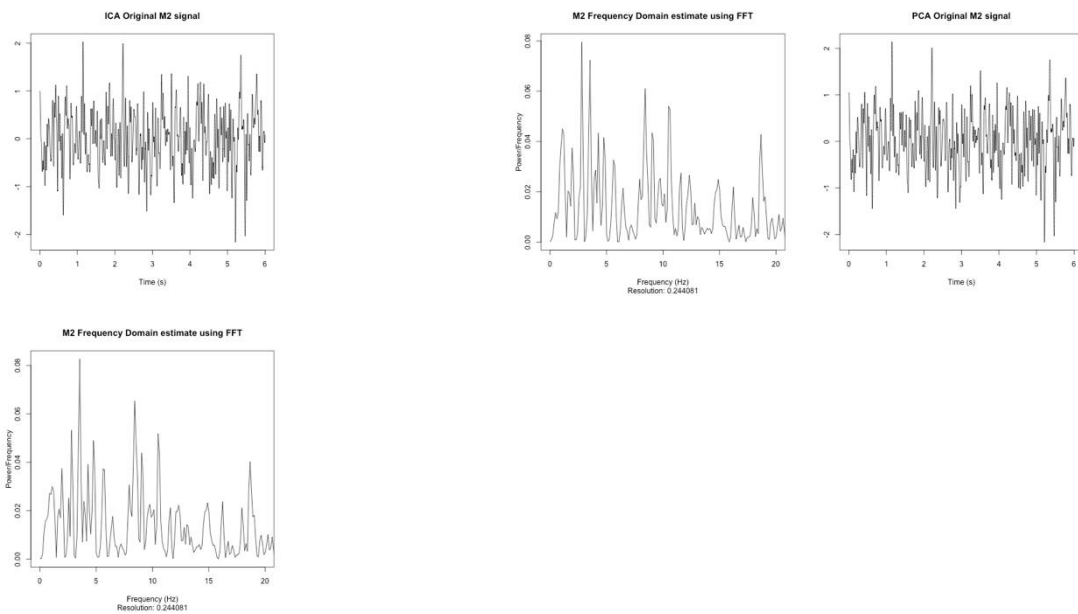 ICA Original M2 signal
2
1
0
-1
-2
0 1 2 3 4 5 6
Time (s)
M2 Frequency Domain estimate using FFT
Power/Frequency
0.08
0.06
0.04
0.02
0.00
0 5 10 15 20
Frequency (Hz)
Resolution: 0.244081
PCA Original M2 signal
2
1
0
-1
-2
0 1 2 3 4 5 6
Time (s)
M2 Frequency Domain estimate using FFT
Power/Frequency
0.08
0.06
0.04
0.02
0.00
0 5 10 15 20
Frequency (Hz)
Resolution: 0.244081